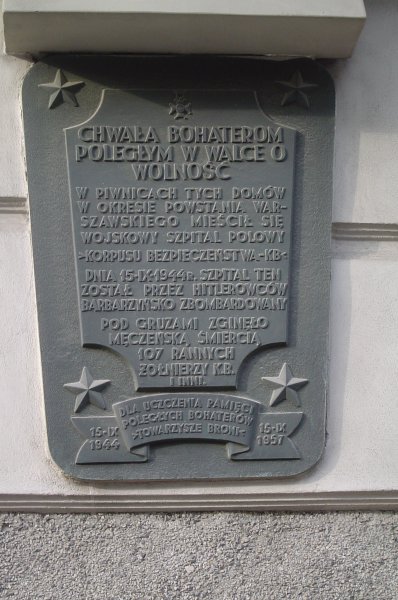 CHWAŁA BOHATEROM
POLEGŁYM W WALCE O
WOLNOŚĆ
W PIWNICACH TYCH DOMÓW
W OKRESIE POWSTANIA WAR-
SZAWSKIEGO MIEŚCIŁ SIĘ
WOJSKOWY SZPITAL POLOWY
>KORPUSU BEZPIECZEŃSTWA-KB<
DNIA 15-IX-1944 R. SZPITAL TEN
ZOSTAŁ PRZEZ HITLEROWCÓW
BARBARZYŃSKO ZBOMBARDOWANY
POD GRUZAMI ZGINĘŁO
MĘCZEŃSKĄ ŚMIERCIĄ
107 RANNYCH
ŻOŁNIERZY KB.
I INNI.
DLA UCZCZENIA PAMIĘCI
POLEGŁYCH BOHATERÓW
>TOWARZYSZE BRONI<
15-IX
1944
15-IX
1957